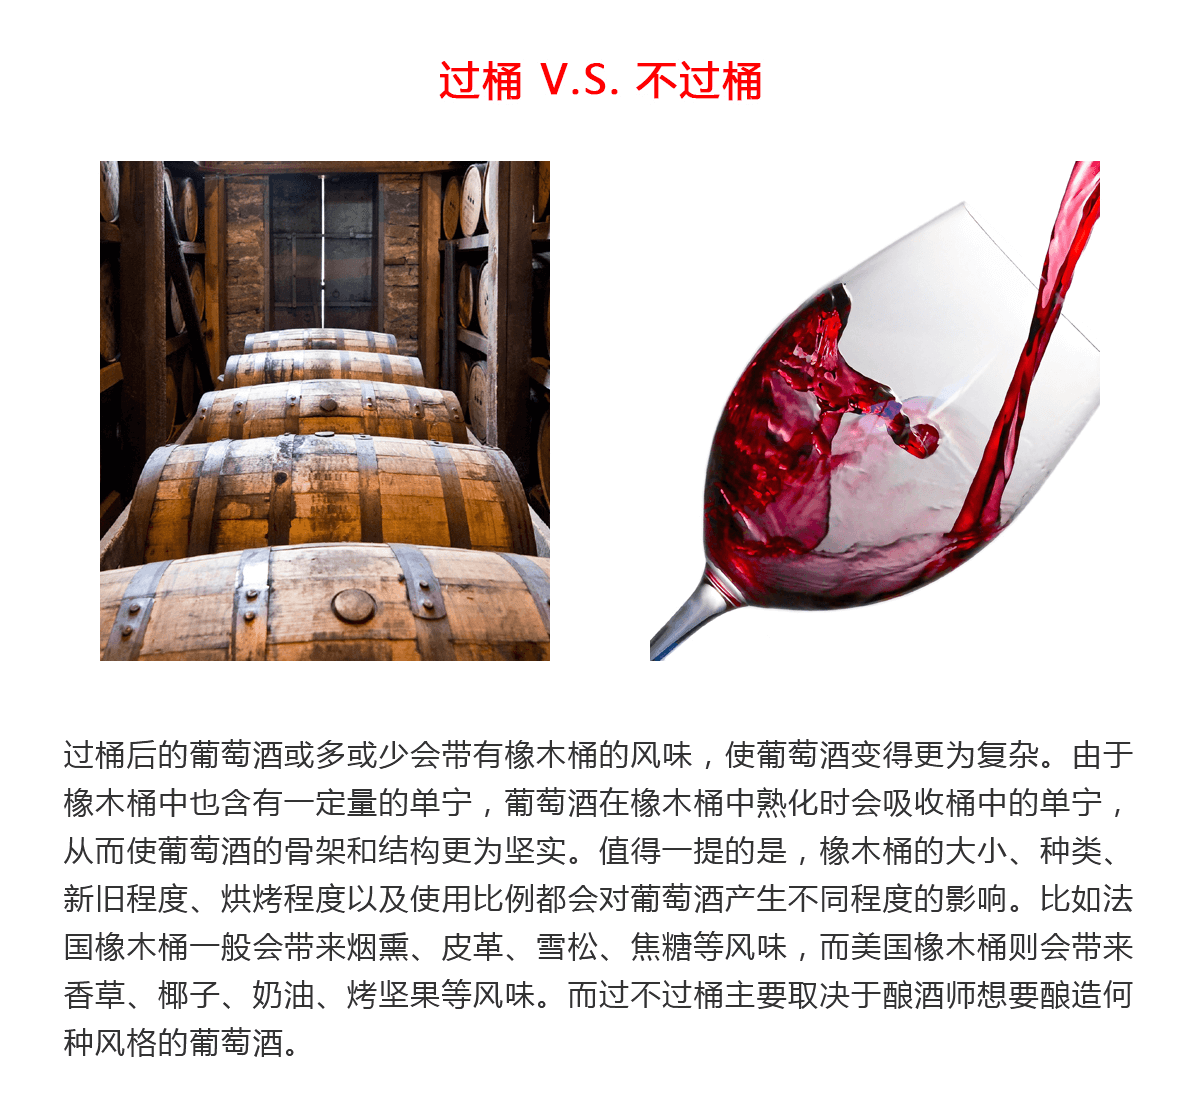 过桶 V.S. 不过桶
过桶后的葡萄酒或多或少会带有橡木桶的风味，使葡萄酒变得更为复杂。由于
橡木桶中也含有一定量的单宁，葡萄酒在橡木桶中熟化时会吸收桶中的单宁，
从而使葡萄酒的骨架和结构更为坚实。值得一提的是，橡木桶的大小、种类、
新旧程度、烘烤程度以及使用比例都会对葡萄酒产生不同程度的影响。比如法
国橡木桶一般会带来烟熏、皮革、雪松、焦糖等风味，而美国橡木桶则会带来
香草、椰子、奶油、烤坚果等风味。而过不过桶主要取决于酿酒师想要酿造何
种风格的葡萄酒。